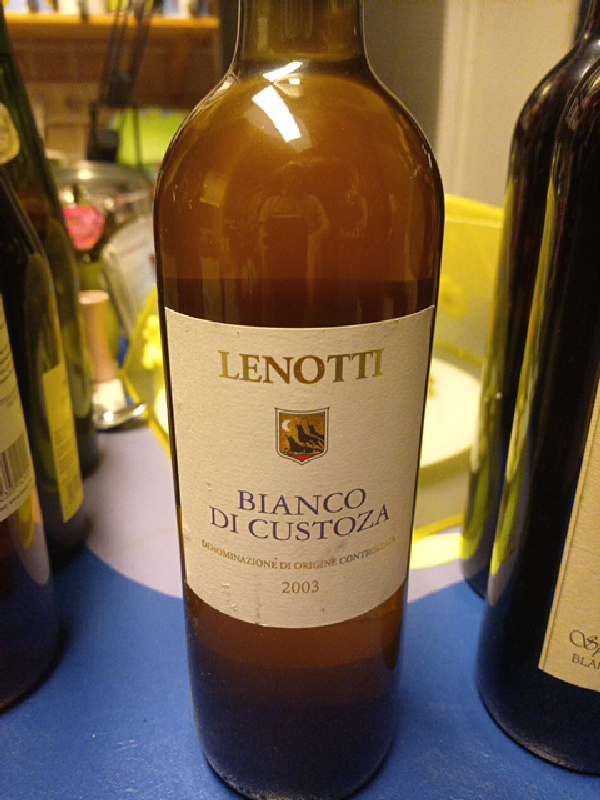 LENOTTI
BIANCO
DI CUSTOZA
DENOMINAZIONE DI ORIGINE CONTROLLATA
2003